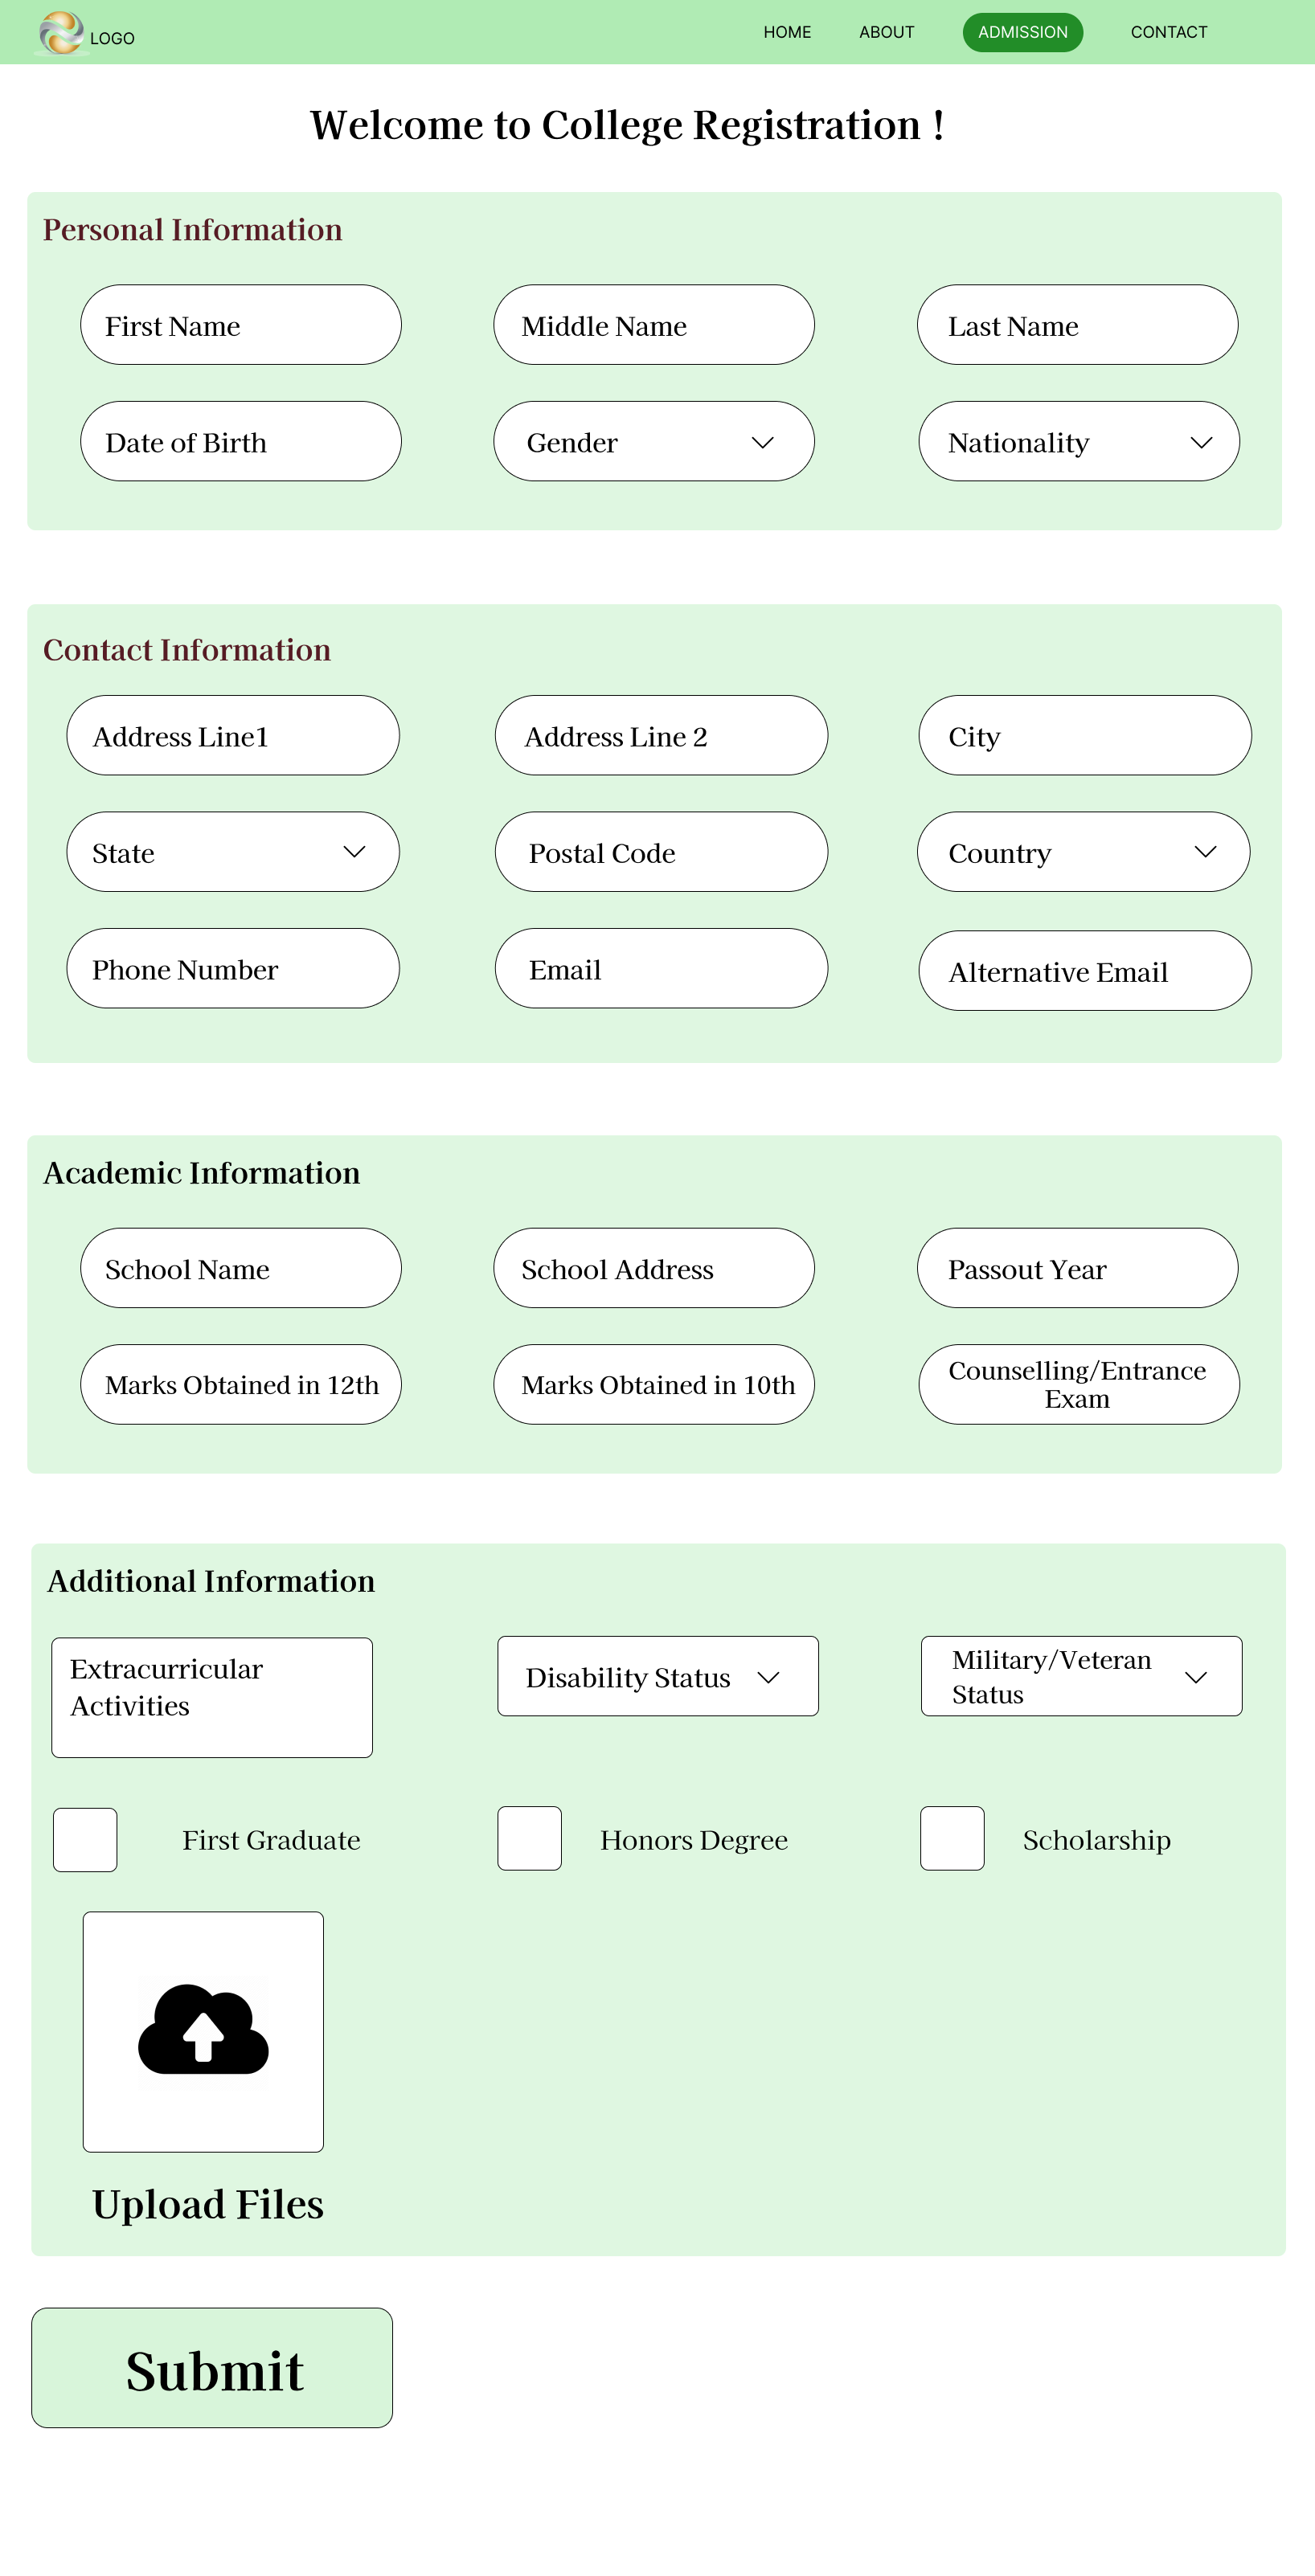 LOGO
HOME
ABOUT
ADMISSION
CONTACT
Welcome to College Registration !
Personal Information
First Name
Middle Name
Last Name
Date of Birth
Gender
Nationality
Contact Information
Address Line1
Address Line 2
City
State
Postal Code
Country
Phone Number
Email
Alternative Email
Academic Information
School Name
School Address
Passout Year
Marks Obtained in 12th
Marks Obtained in 10th
Counselling/Entrance
Exam
Additional Information
Extracurricular
Activities
Disability Status
Military/Veteran
Status
First Graduate
Honors Degree
Scholarship
Upload Files
Submit